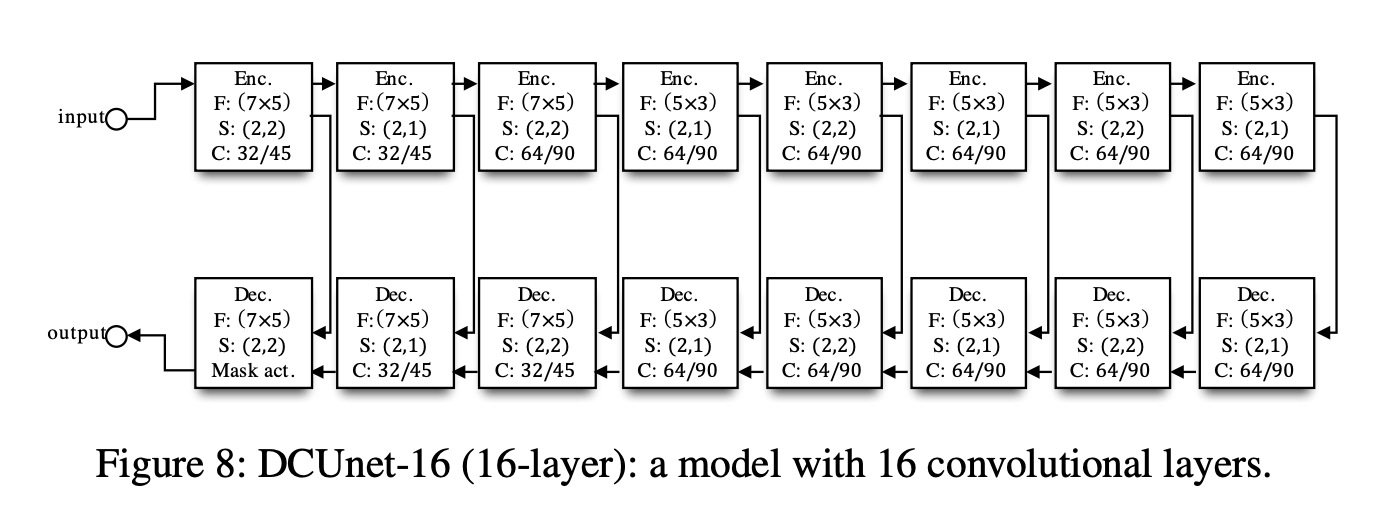 input
Enc.
F: (7×5)
S: (2,2)
C: 32/45
Enc.
F:(7×5)
S: (2,1)
C: 32/45
Enc.
F: (7×5)
S: (2,2)
C: 64/90
Enc.
F: (5×3)
S: (2,1)
C: 64/90
Enc.
F: (5×3)
S: (2,2)
C: 64/90
Enc.
F: (5×3)
S: (2,1)
C: 64/90
Enc.
F: (5×3)
S: (2,2)
C: 64/90
Enc.
F: (5×3)
S: (2,1)
C: 64/90
output
Dec.
F: (7×5)
S: (2,2)
Mask act.
Dec.
F:(7×5)
S: (2,1)
C: 32/45
Dec.
F: (7×5)
S: (2,2)
C: 32/45
Dec.
F: (5×3)
S: (2,1)
C: 64/90
Dec.
F: (5×3)
S: (2,2)
C: 64/90
Dec.
F: (5×3)
S: (2,1)
C: 64/90
Dec.
F: (5×3)
S: (2,2)
C: 64/90
Dec.
F: (5×3)
S: (2,1)
C: 64/90
Figure 8: DCUnet-16 (16-layer): a model with 16 convolutional layers.